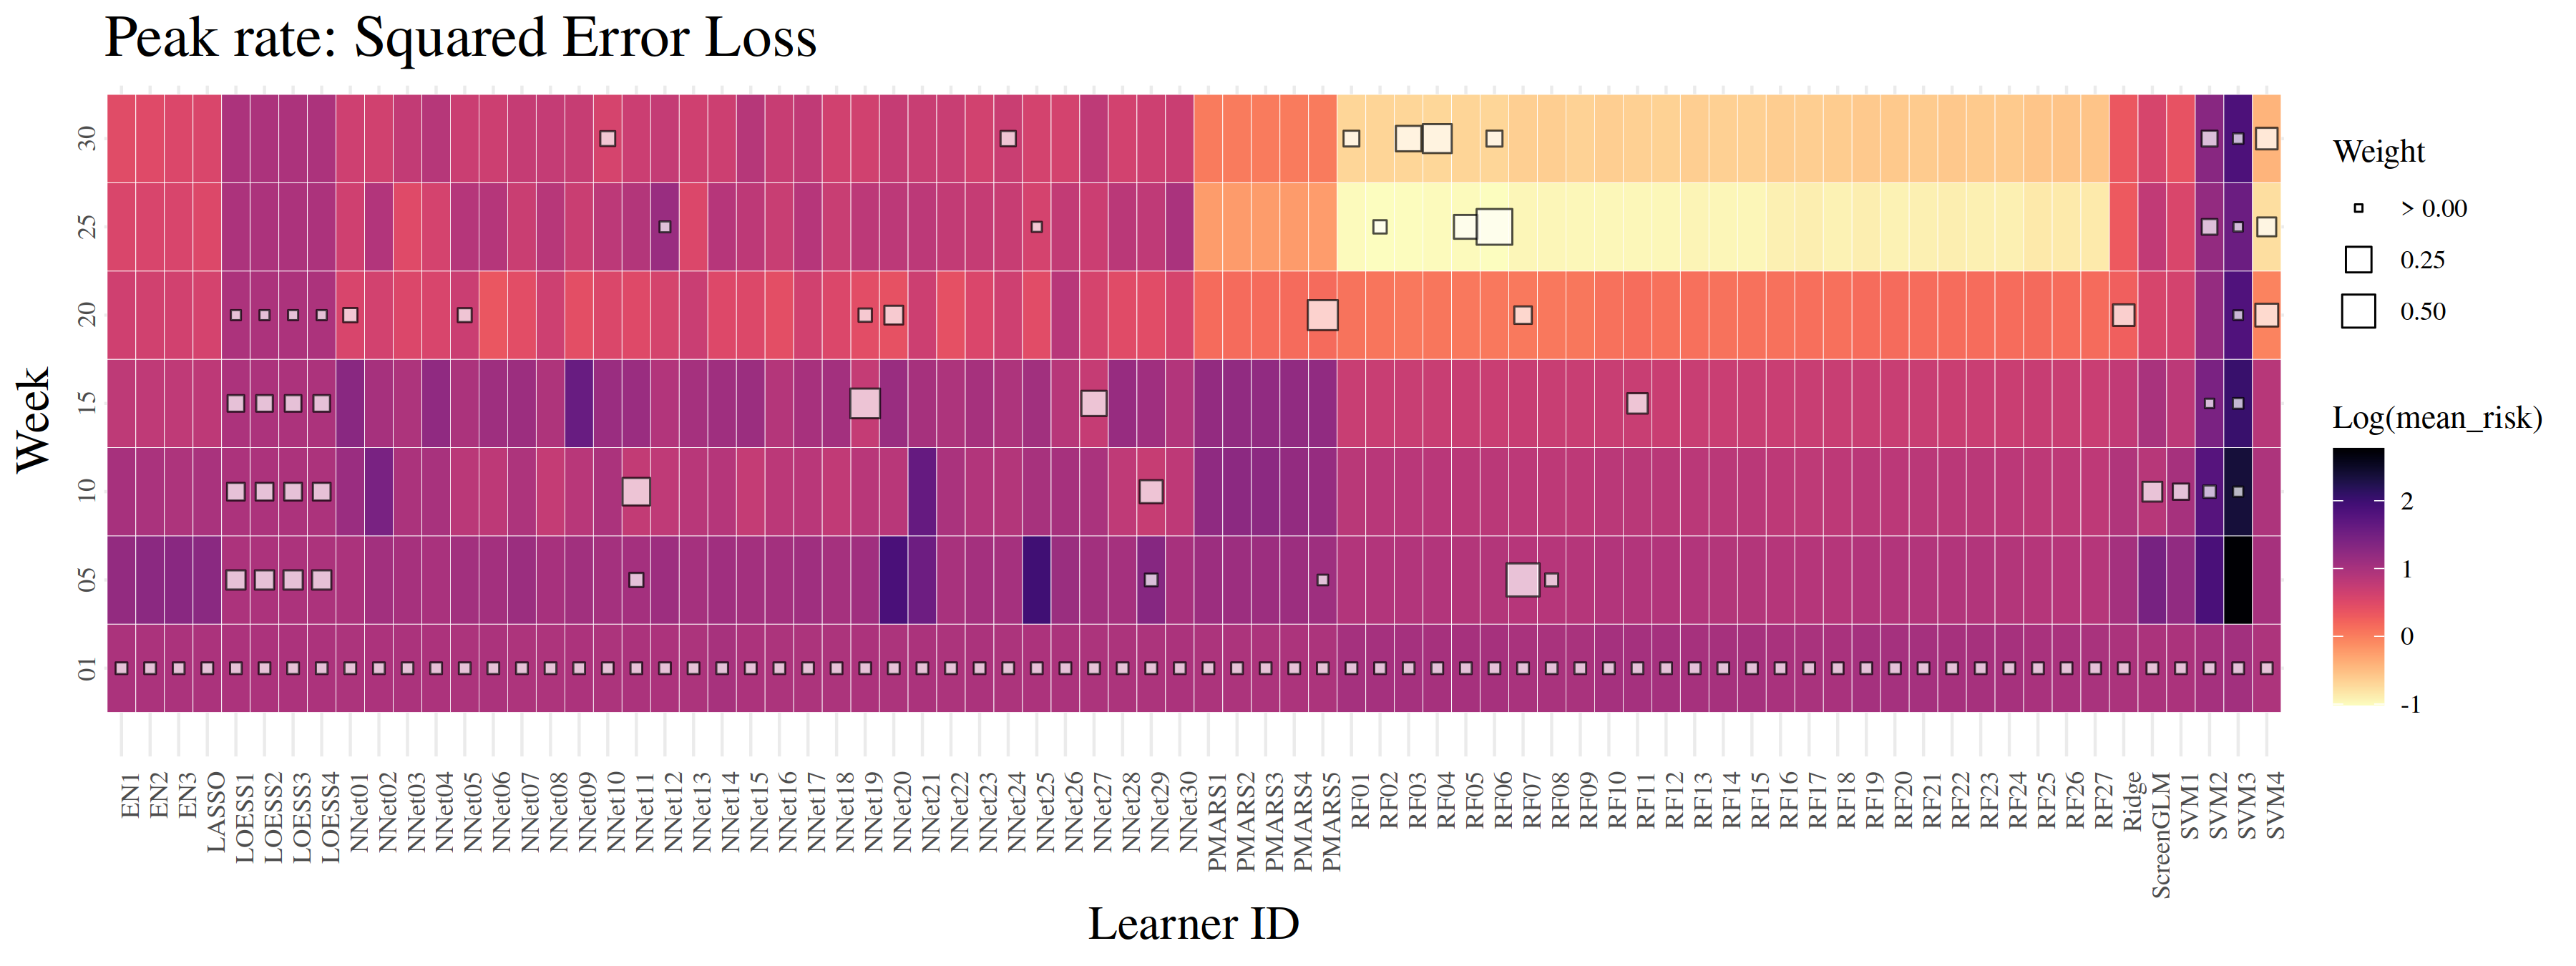 Peak rate: Squared Error Loss
Week
30
25
20
15
10
05
01
EN1
EN2
EN3
LASSO
LOESS1
LOESS2
LOESS3
LOESS4
NNet01
NNet02
NNet03
NNet04
NNet05
NNet06
NNet07
NNet08
NNet09
NNet10
NNet11
NNet12
NNet13
NNet14
NNet15
NNet16
NNet17
NNet18
NNet19
NNet20
NNet21
NNet22
NNet23
NNet24
NNet25
NNet26
NNet27
NNet28
NNet29
NNet30
PMARS1
PMARS2
PMARS3
PMARS4
PMARS5
RF01
RF02
RF03
RF04
RF05
RF06
RF07
RF08
RF09
RF10
RF11
RF12
RF13
RF14
RF15
RF16
RF17
RF18
RF19
RF20
RF21
RF22
RF23
RF24
RF25
RF26
RF27
Ridge
ScreenGLM
SVM1
SVM2
SVM3
SVM4
Learner ID
Weight
> 0.00
0.25
0.50
Log(mean_risk)
2
1
0
-1